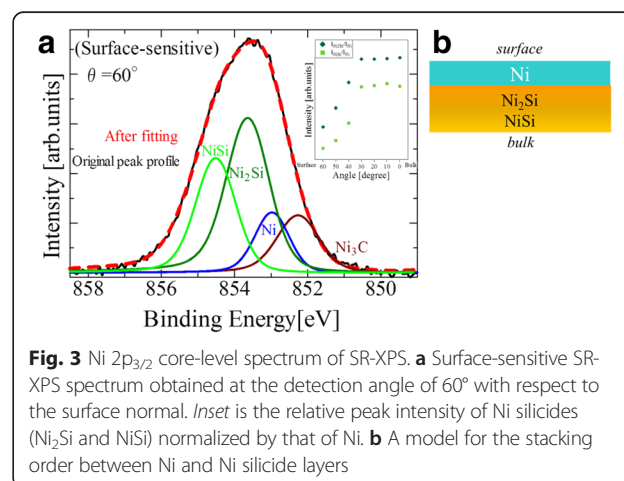 a
(Surface-sensitive)
θ =60°
After fitting
Original peak profile
NiSi
Ni₂Si
Ni
Ni₃C
Intensity [arb.units]
858 856 854 852 850
Binding Energy[eV]
Intensity [arb.units]
Surface
Bulk
60 50 40 30 20 10 0
Angle [degree]
b
surface
Ni
Ni₂Si
NiSi
bulk
Fig. 3 Ni 2p₃/₂ core-level spectrum of SR-XPS. a Surface-sensitive SR-
XPS spectrum obtained at the detection angle of 60° with respect to
the surface normal. Inset is the relative peak intensity of Ni silicides
(Ni₂Si and NiSi) normalized by that of Ni. b A model for the stacking
order between Ni and Ni silicide layers